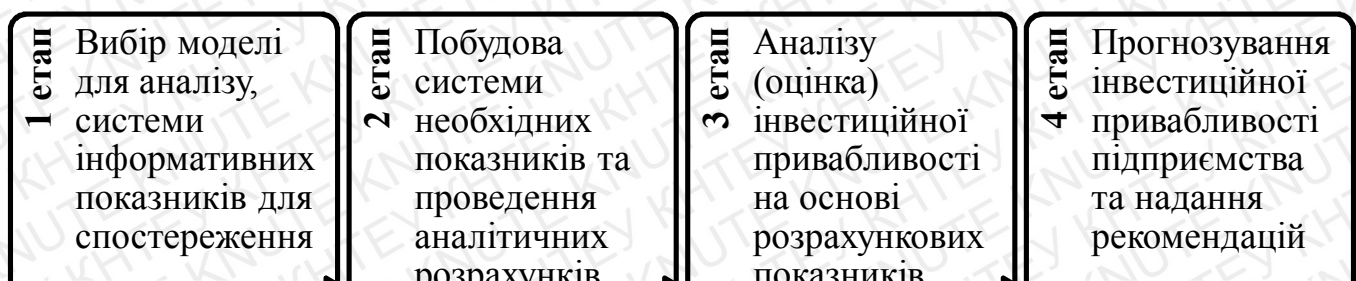 1 етап
Вибір моделі
для аналізу,
системи
інформативних
показників для
спостереження
2 етап
Побудова
системи
необхідних
показників та
проведення
аналітичних
розрахунків
3 етап
Аналізу
(оцінка)
інвестиційної
привабливості
на основі
розрахункових
показників
4 етап
Прогнозування
інвестиційної
привабливості
підприємства
та надання
рекомендацій